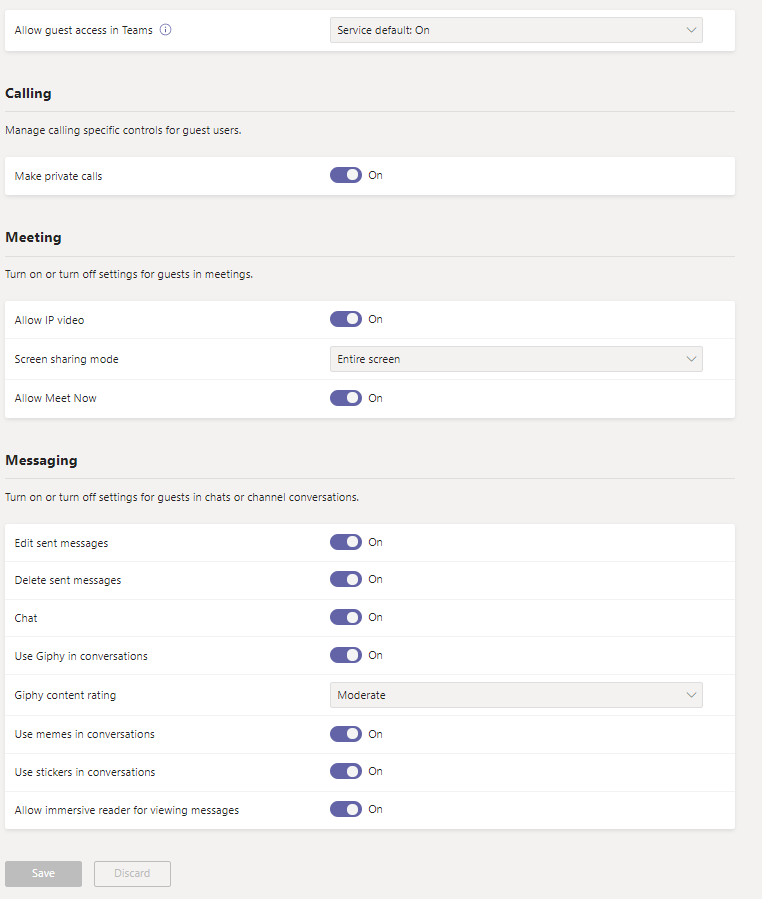 Allow guest access in Teams Service default: On
Calling
Manage calling specific controls for guest users.
Make private calls On
Meeting
Turn on or turn off settings for guests in meetings.
Allow IP video On
Screen sharing mode Entire screen
Allow Meet Now On
Messaging
Turn on or turn off settings for guests in chats or channel conversations.
Edit sent messages On
Delete sent messages On
Chat On
Use Giphy in conversations On
Giphy content rating Moderate
Use memes in conversations On
Use stickers in conversations On
Allow immersive reader for viewing messages On
Save Discard